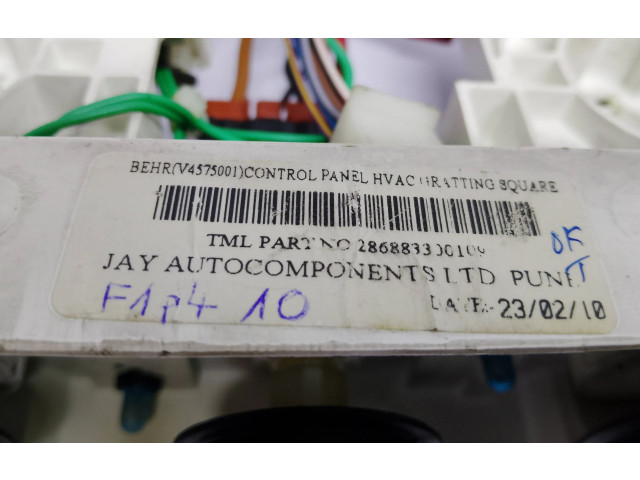 BEHR(V4575001)CONTROL PANEL HVAC GRATTING SQUARE
TML PART NO 286883300109
JAY AUTOCOMPONENTS LTD PUNE
DATE:- 23/02/10
F1p4 10
OK